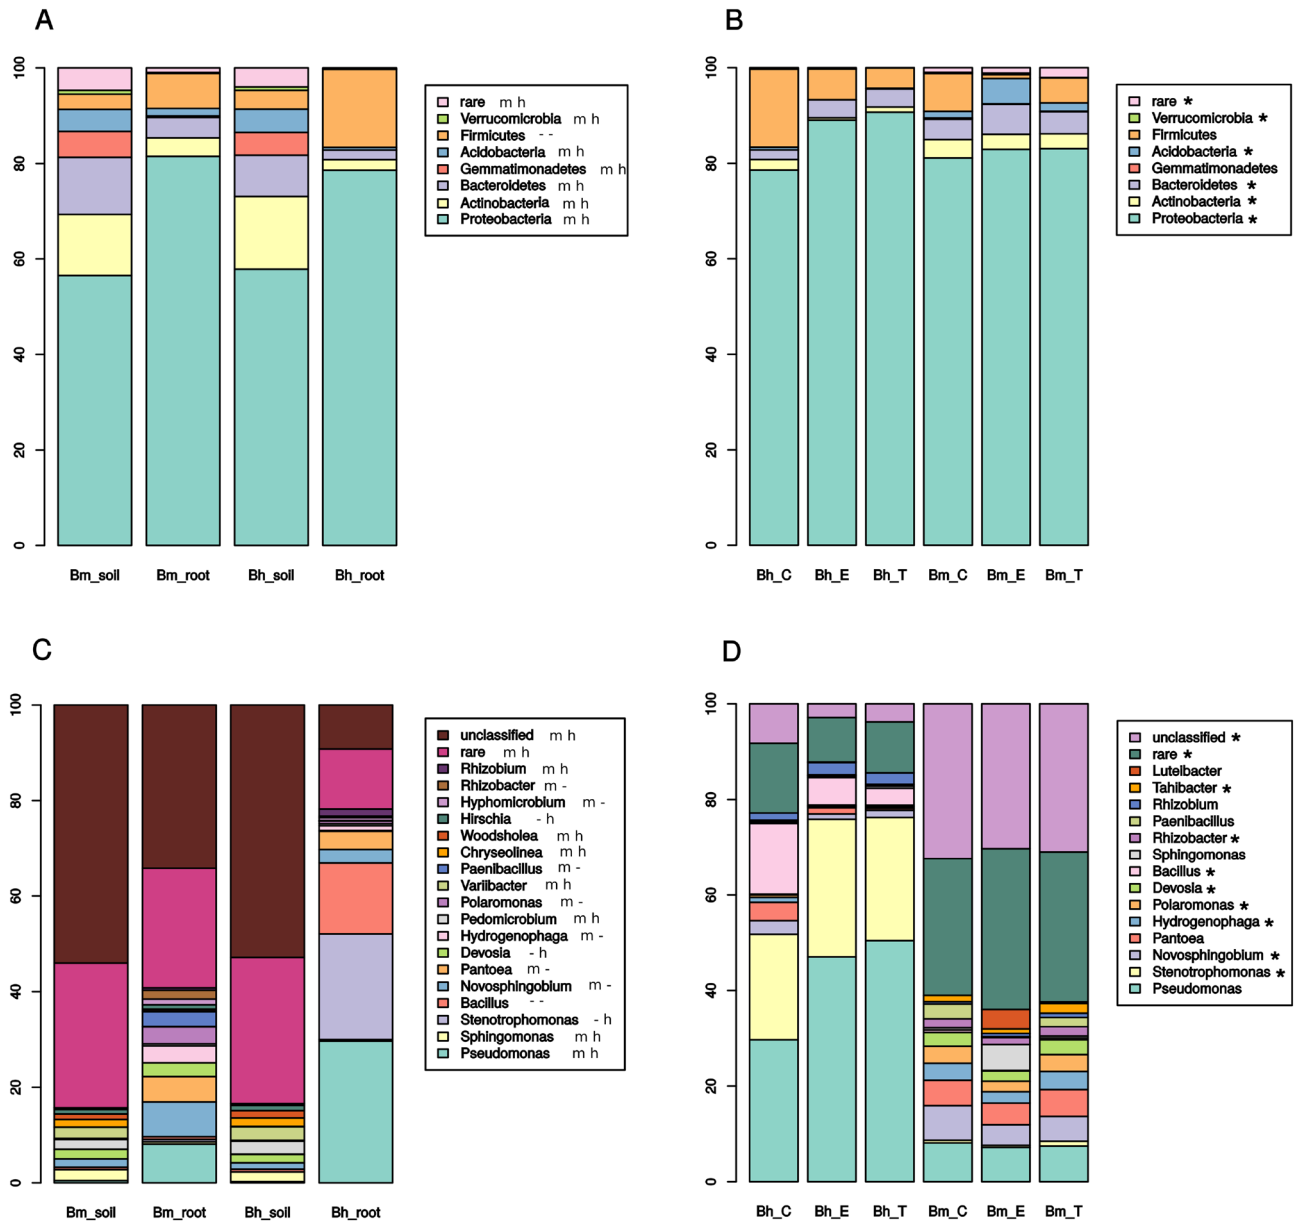 A
100
80
60
40
20
0
Bm_soil Bm_root Bh_soil Bh_root
rare m h
Verrucomicrobia m h
Firmicutes - -
Acidobacteria m h
Gemmatimonadetes m h
Bacteroidetes m h
Actinobacteria m h
Proteobacteria m h
B
100
80
60
40
20
0
Bh_C Bh_E Bh_T Bm_C Bm_E Bm_T
rare *
Verrucomicrobia *
Firmicutes
Acidobacteria *
Gemmatimonadetes
Bacteroidetes *
Actinobacteria *
Proteobacteria *
C
100
80
60
40
20
0
Bm_soil Bm_root Bh_soil Bh_root
unclassified m h
rare m h
Rhizobium m h
Rhizobacter m -
Hyphomicrobium m -
Hirschia - h
Woodsholea m h
Chryseolinea m h
Paenibacillus m -
Variibacter m h
Polaromonas m -
Pedomicrobium m h
Hydrogenophaga m -
Devosia - h
Pantoea m -
Novosphingobium m -
Bacillus - -
Stenotrophomonas - h
Sphingomonas m h
Pseudomonas m h
D
100
80
60
40
20
0
Bh_C Bh_E Bh_T Bm_C Bm_E Bm_T
unclassified *
rare *
Luteibacter
Tahibacter *
Rhizobium
Paenibacillus
Rhizobacter *
Sphingomonas
Bacillus *
Devosia *
Polaromonas *
Hydrogenophaga *
Pantoea
Novosphingobium *
Stenotrophomonas *
Pseudomonas